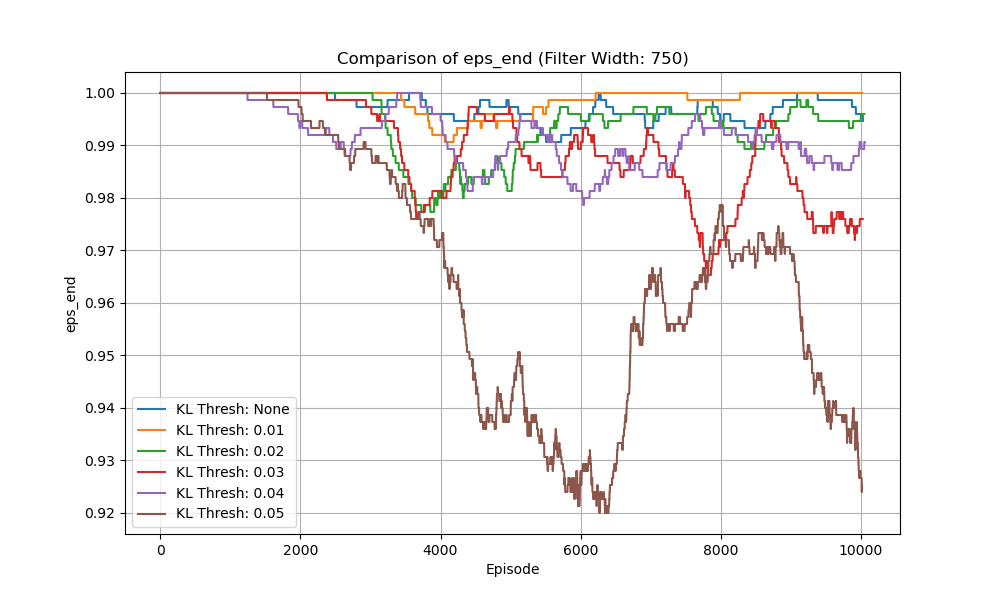 Comparison of eps_end (Filter Width: 750)
1.00
0.99
0.98
0.97
0.96
0.95
0.94
0.93
0.92
eps_end
KL Thresh: None
KL Thresh: 0.01
KL Thresh: 0.02
KL Thresh: 0.03
KL Thresh: 0.04
KL Thresh: 0.05
0 2000 4000 6000 8000 10000
Episode